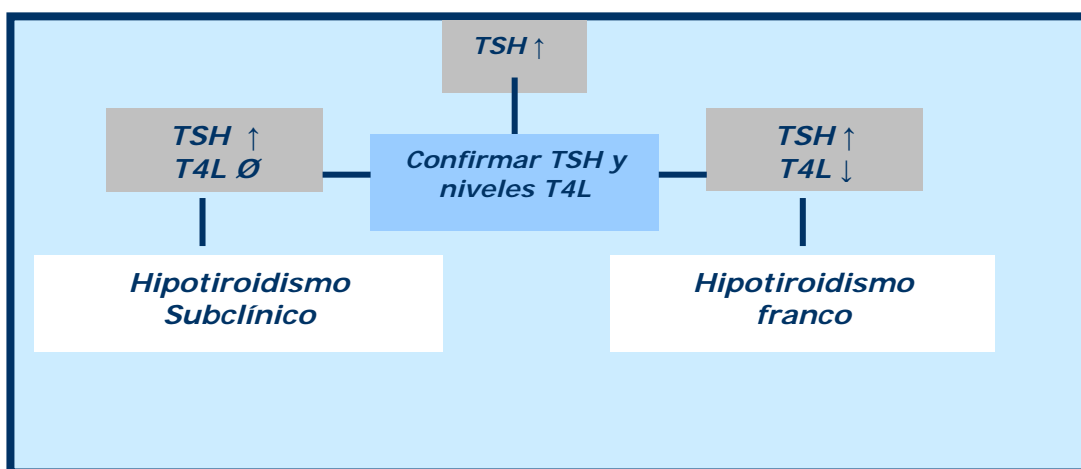 TSH ↑
TSH ↑
T4L Ø
Confirmar TSH y
niveles T4L
TSH ↑
T4L ↓
Hipotiroidismo
Subclínico
Hipotiroidismo
franco